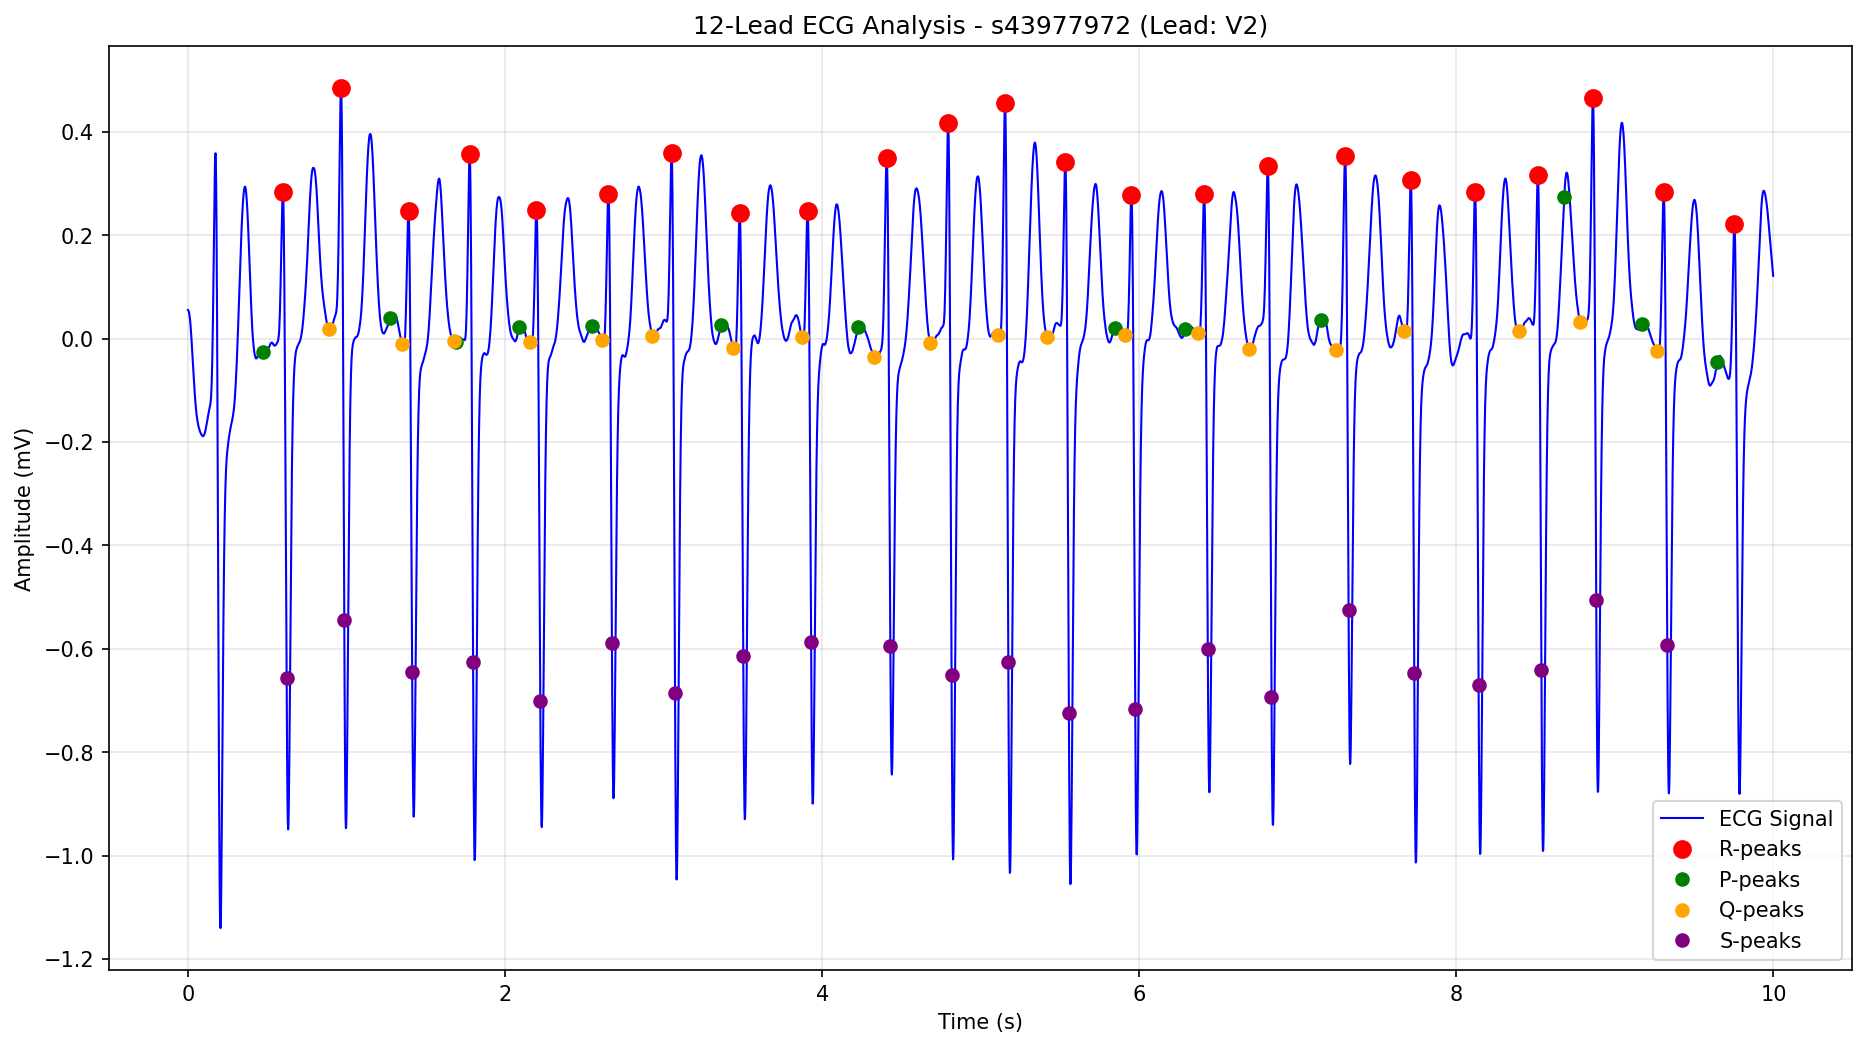 12-Lead ECG Analysis - s43977972 (Lead: V2)
Amplitude (mV)
0.4
0.2
0.0
−0.2
−0.4
−0.6
−0.8
−1.0
−1.2
0 2 4 6 8 10
Time (s)
ECG Signal
R-peaks
P-peaks
Q-peaks
S-peaks